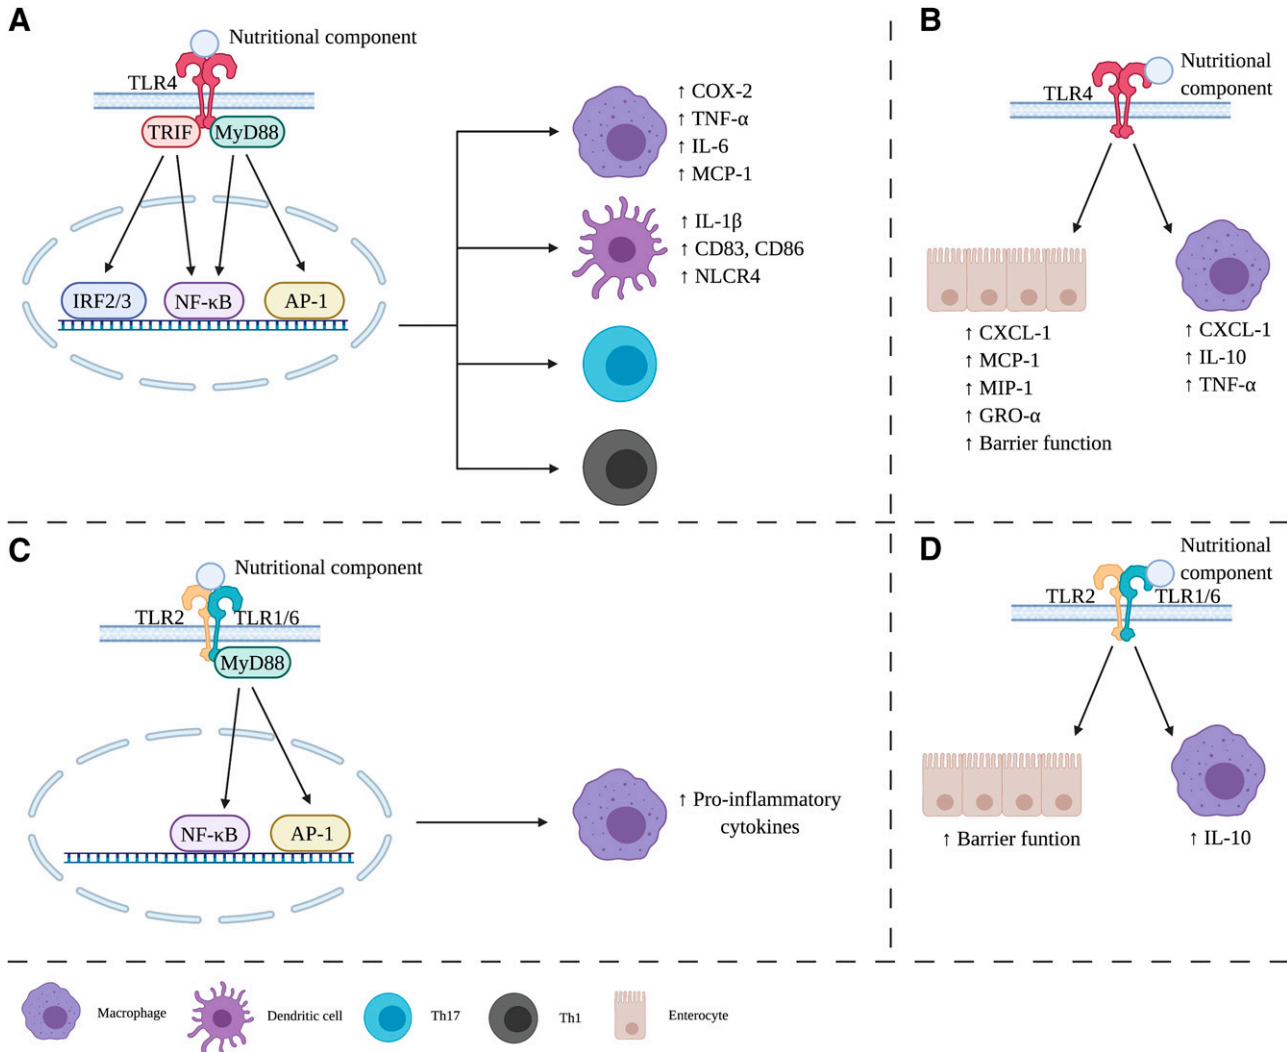 A
Nutritional component
TLR4
TRIF
MyD88
IRF2/3
NF-κB
AP-1
↑ COX-2
↑ TNF-α
↑ IL-6
↑ MCP-1
↑ IL-1β
↑ CD83, CD86
↑ NLCR4
B
Nutritional
component
TLR4
↑ CXCL-1
↑ MCP-1
↑ MIP-1
↑ GRO-α
↑ Barrier function
↑ CXCL-1
↑ IL-10
↑ TNF-α
C
Nutritional component
TLR2
TLR1/6
MyD88
NF-κB
AP-1
↑ Pro-inflammatory
cytokines
D
Nutritional
component
TLR2
TLR1/6
↑ Barrier funtion
↑ IL-10
Macrophage
Dendritic cell
Th17
Th1
Enterocyte